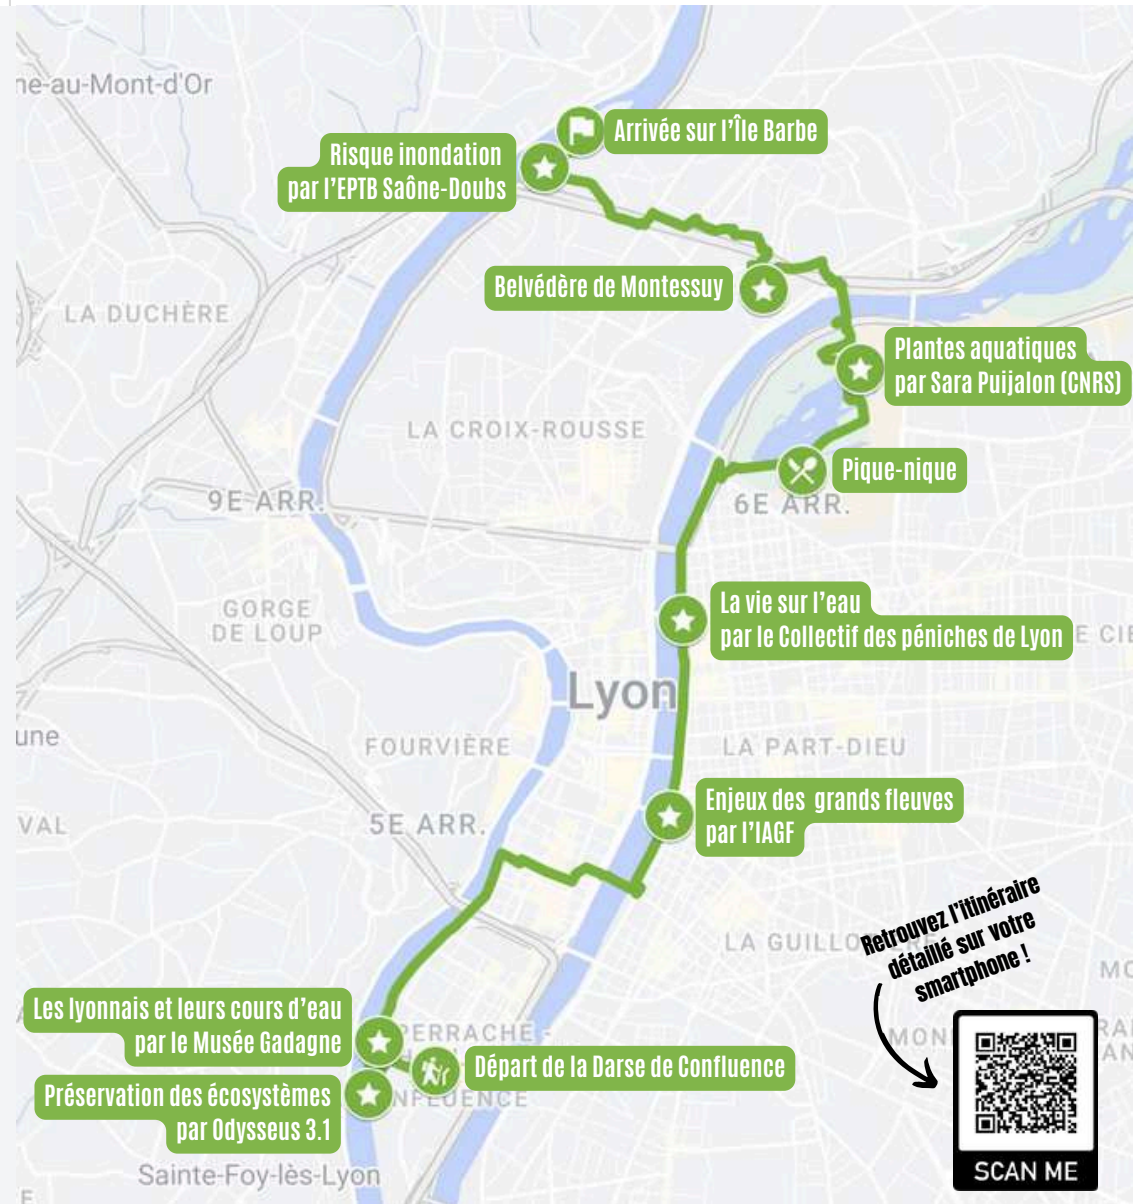 ne-au-Mont-d'Or
Arrivée sur l'Île Barbe
Risque inondation
par l'EPTB Saône-Doubs
Belvédère de Montessuy
LA DUCHÈRE
Plantes aquatiques
par Sara Puijalon (CNRS)
LA CROIX-ROUSSE
Pique-nique
9E ARR.
6E ARR.
La vie sur l'eau
par le Collectif des péniches de Lyon
GORGE
DE LOUP
E CIE
Lyon
une
FOURVIÈRE
LA PART-DIEU
Enjeux des grands fleuves
par l'IAGF
VAL
5E ARR.
Retrouvez l'itinéraire
détaillé sur votre
smartphone !
LA GUILLO
Les lyonnais et leurs cours d'eau
par le Musée Gadagne
PERRACHE -
MON
Départ de la Darse de Confluence
Préservation des écosystèmes
par Odysseus 3.1
NFLUENCE
Sainte-Foy-lès-Lyon
SCAN ME